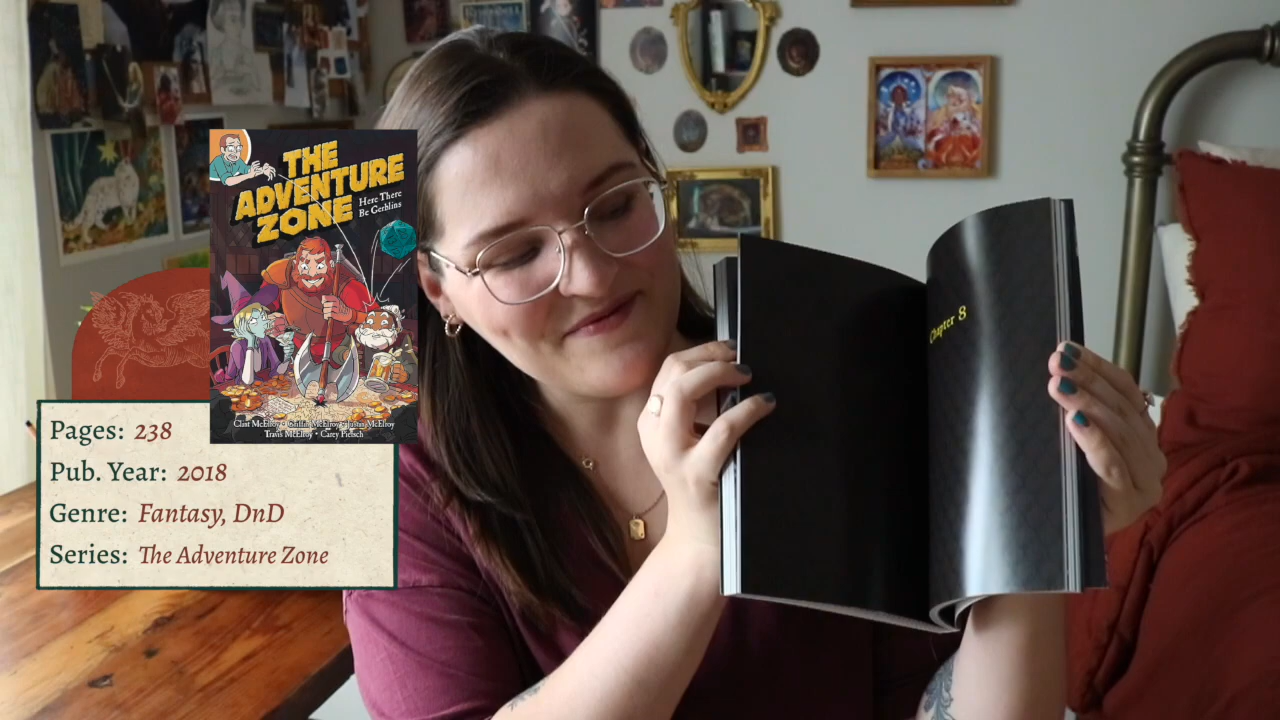 THE
ADVENTURE
ZONE
Here There
Be Gerblins
Clint McElroy • Griffin McElroy • Justin McElroy
Travis McElroy • Carey Pietsch
Pages: 238
Pub. Year: 2018
Genre: Fantasy, DnD
Series: The Adventure Zone
Chapter 8